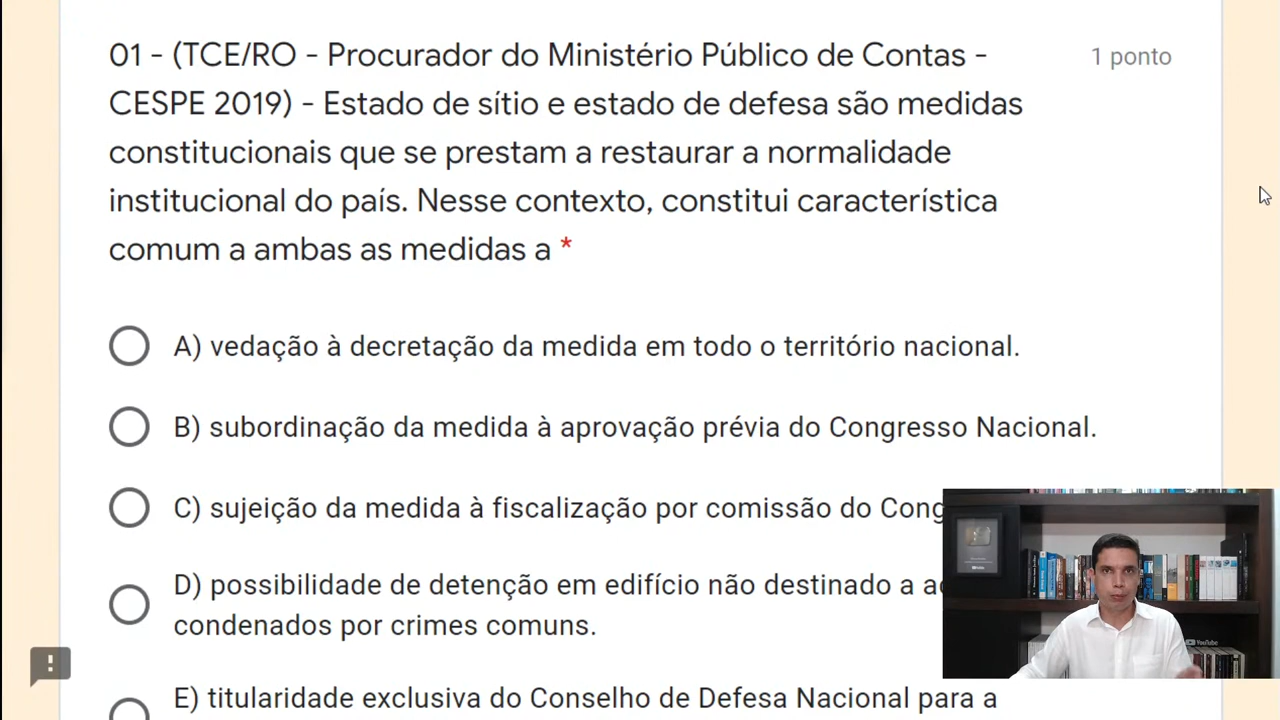 01 - (TCE/RO - Procurador do Ministério Público de Contas -
1 ponto
CESPE 2019) - Estado de sítio e estado de defesa são medidas
constitucionais que se prestam a restaurar a normalidade
institucional do país. Nesse contexto, constitui característica
comum a ambas as medidas a *
A) vedação à decretação da medida em todo o território nacional.
B) subordinação da medida à aprovação prévia do Congresso Nacional.
C) sujeição da medida à fiscalização por comissão do Cong
D) possibilidade de detenção em edifício não destinado a
condenados por crimes comuns.
E) titularidade exclusiva do Conselho de Defesa Nacional para a
YouTube